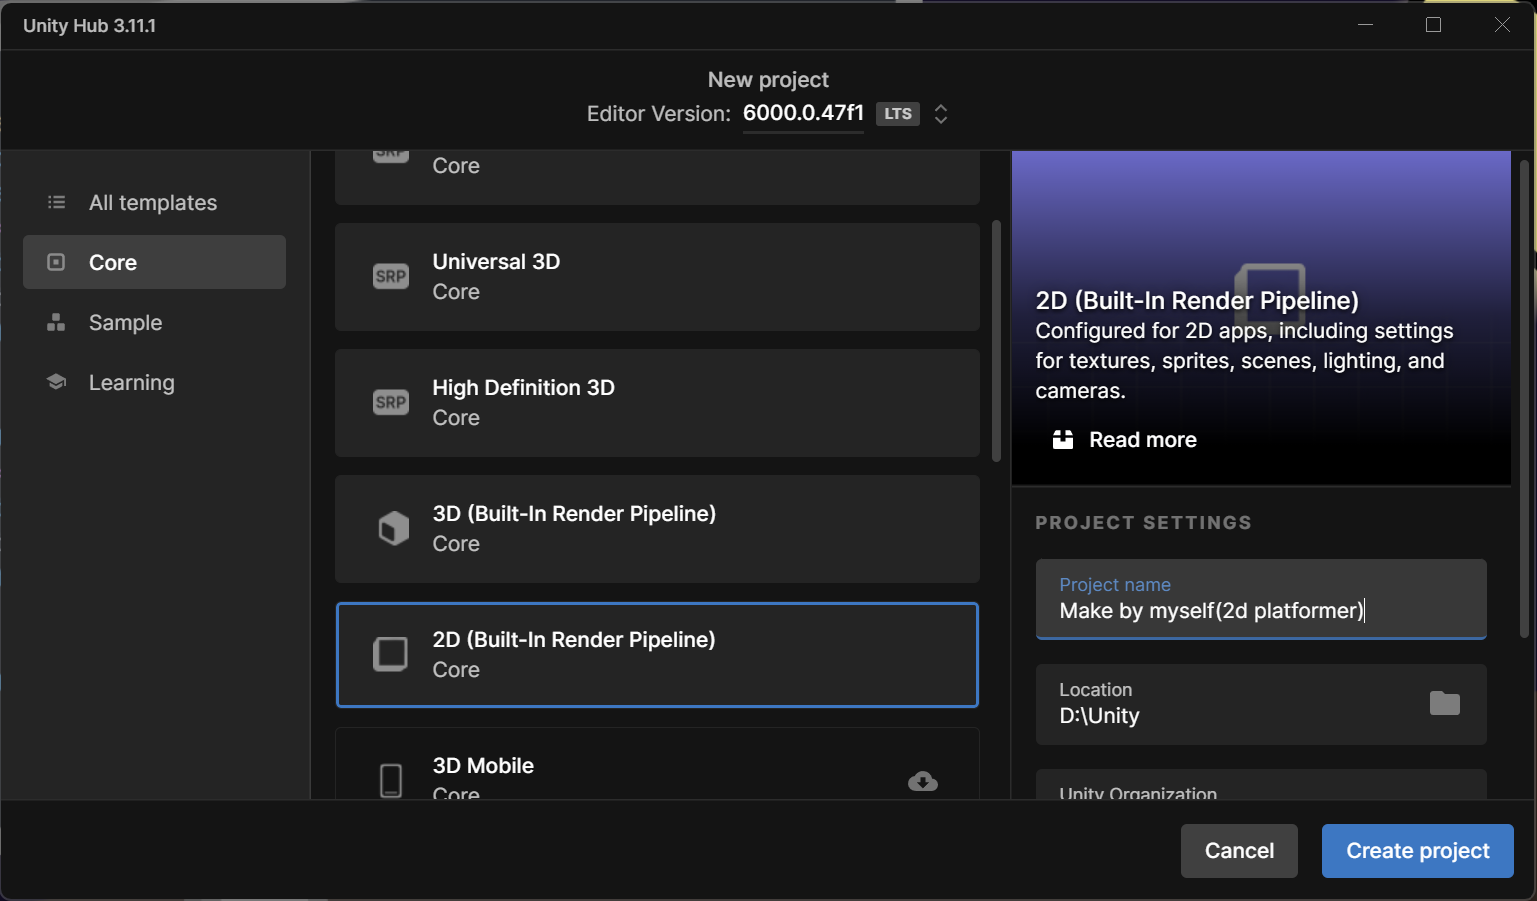 Unity Hub 3.11.1
New project
Editor Version: 6000.0.47f1 LTS
All templates
Core
Sample
Learning
SRP
Core
SRP
Universal 3D
Core
SRP
High Definition 3D
Core
3D (Built-In Render Pipeline)
Core
2D (Built-In Render Pipeline)
Core
3D Mobile
Core
2D (Built-In Render Pipeline)
Configured for 2D apps, including settings
for textures, sprites, scenes, lighting, and
cameras.
Read more
PROJECT SETTINGS
Project name
Make by myself(2d platformer)
Location
D:\Unity
Unity Organization
Cancel
Create project